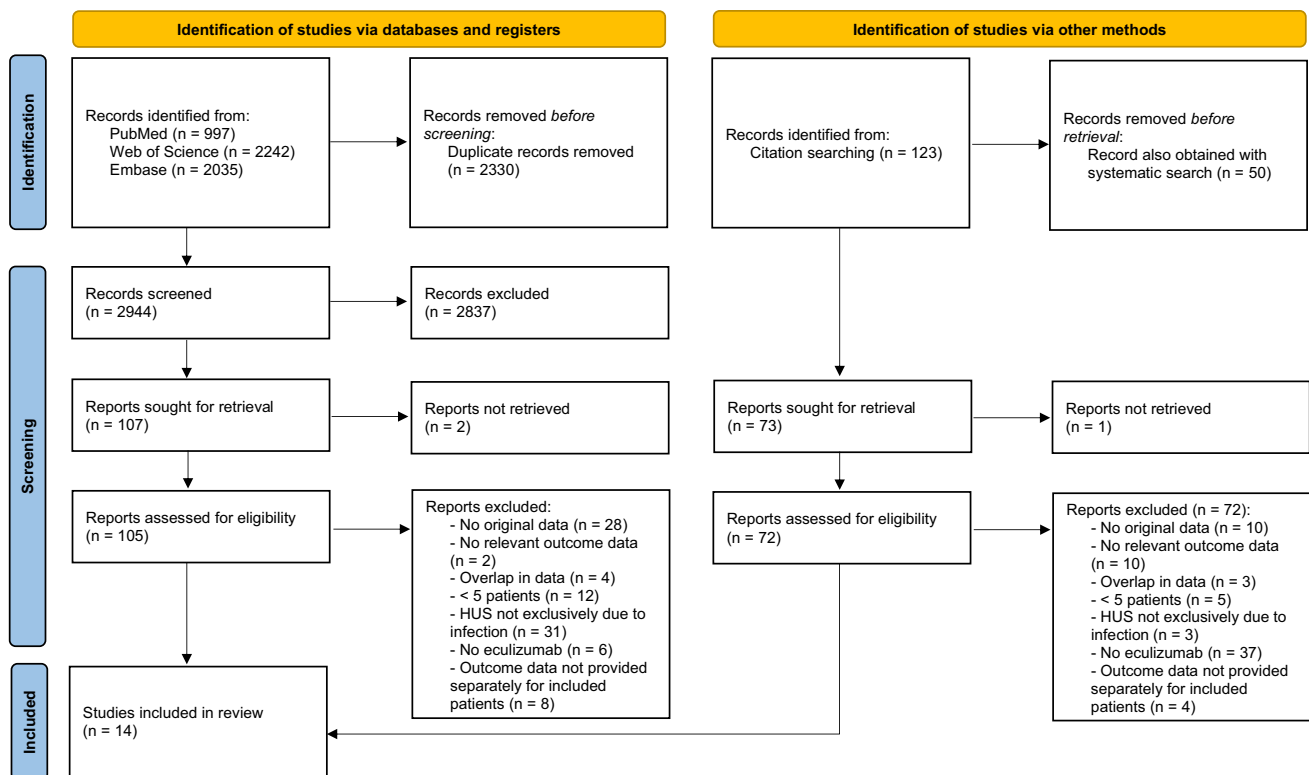 Identification of studies via databases and registers
Identification of studies via other methods
Identification
Records identified from:
PubMed (n = 997)
Web of Science (n = 2242)
Embase (n = 2035)
Records removed before
screening:
Duplicate records removed
(n = 2330)
Records identified from:
Citation searching (n = 123)
Records removed before
retrieval:
Record also obtained with
systematic search (n = 50)
Screening
Records screened
(n = 2944)
Records excluded
(n = 2837)
Reports sought for retrieval
(n = 107)
Reports not retrieved
(n = 2)
Reports sought for retrieval
(n = 73)
Reports not retrieved
(n = 1)
Reports assessed for eligibility
(n = 105)
Reports excluded:
- No original data (n = 28)
- No relevant outcome data
(n = 2)
- Overlap in data (n = 4)
- < 5 patients (n = 12)
- HUS not exclusively due to
infection (n = 31)
- No eculizumab (n = 6)
- Outcome data not provided
separately for included
patients (n = 8)
Reports assessed for eligibility
(n = 72)
Reports excluded (n = 72):
- No original data (n = 10)
- No relevant outcome data
(n = 10)
- Overlap in data (n = 3)
- < 5 patients (n = 5)
- HUS not exclusively due to
infection (n = 3)
- No eculizumab (n = 37)
- Outcome data not provided
separately for included
patients (n = 4)
Included
Studies included in review
(n = 14)